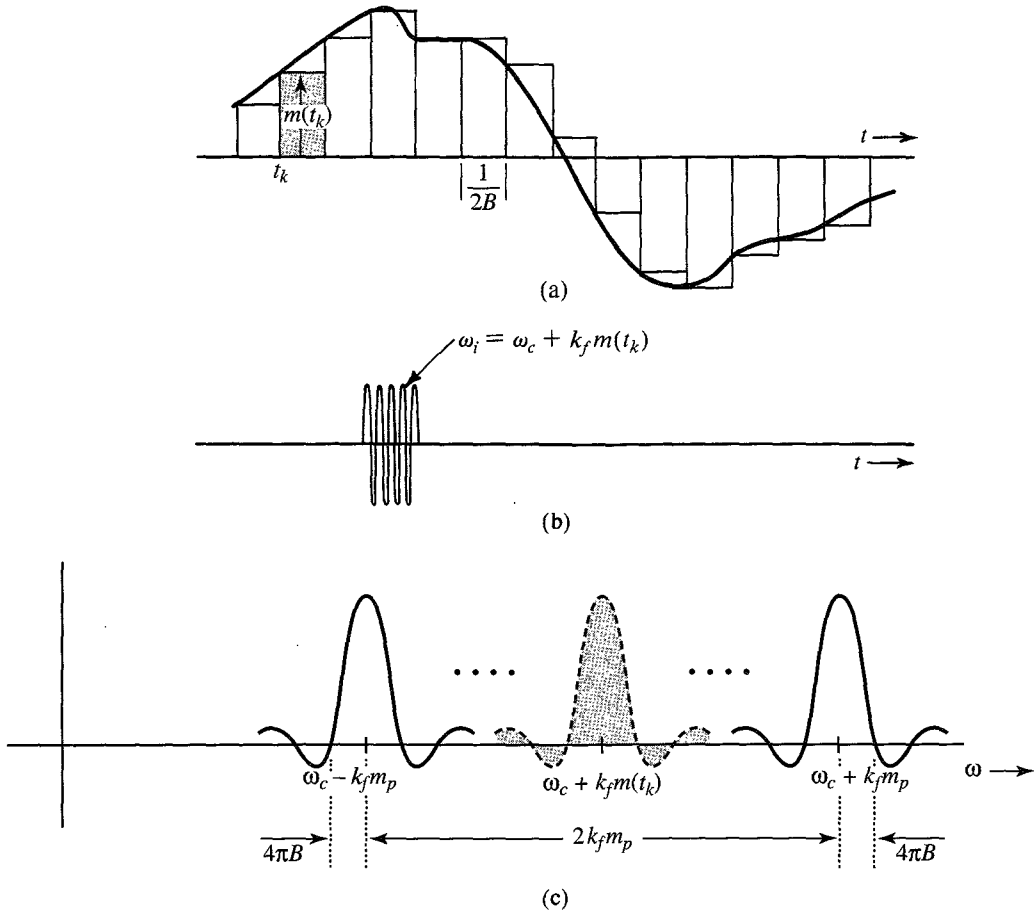 m(t_k)
t →
t_k
1/2B
(a)
ω_i = ω_c + k_f m(t_k)
t →
(b)
ω_c − k_f m_p
ω_c + k_f m(t_k)
ω_c + k_f m_p
ω →
4πB
2k_f m_p
4πB
(c)